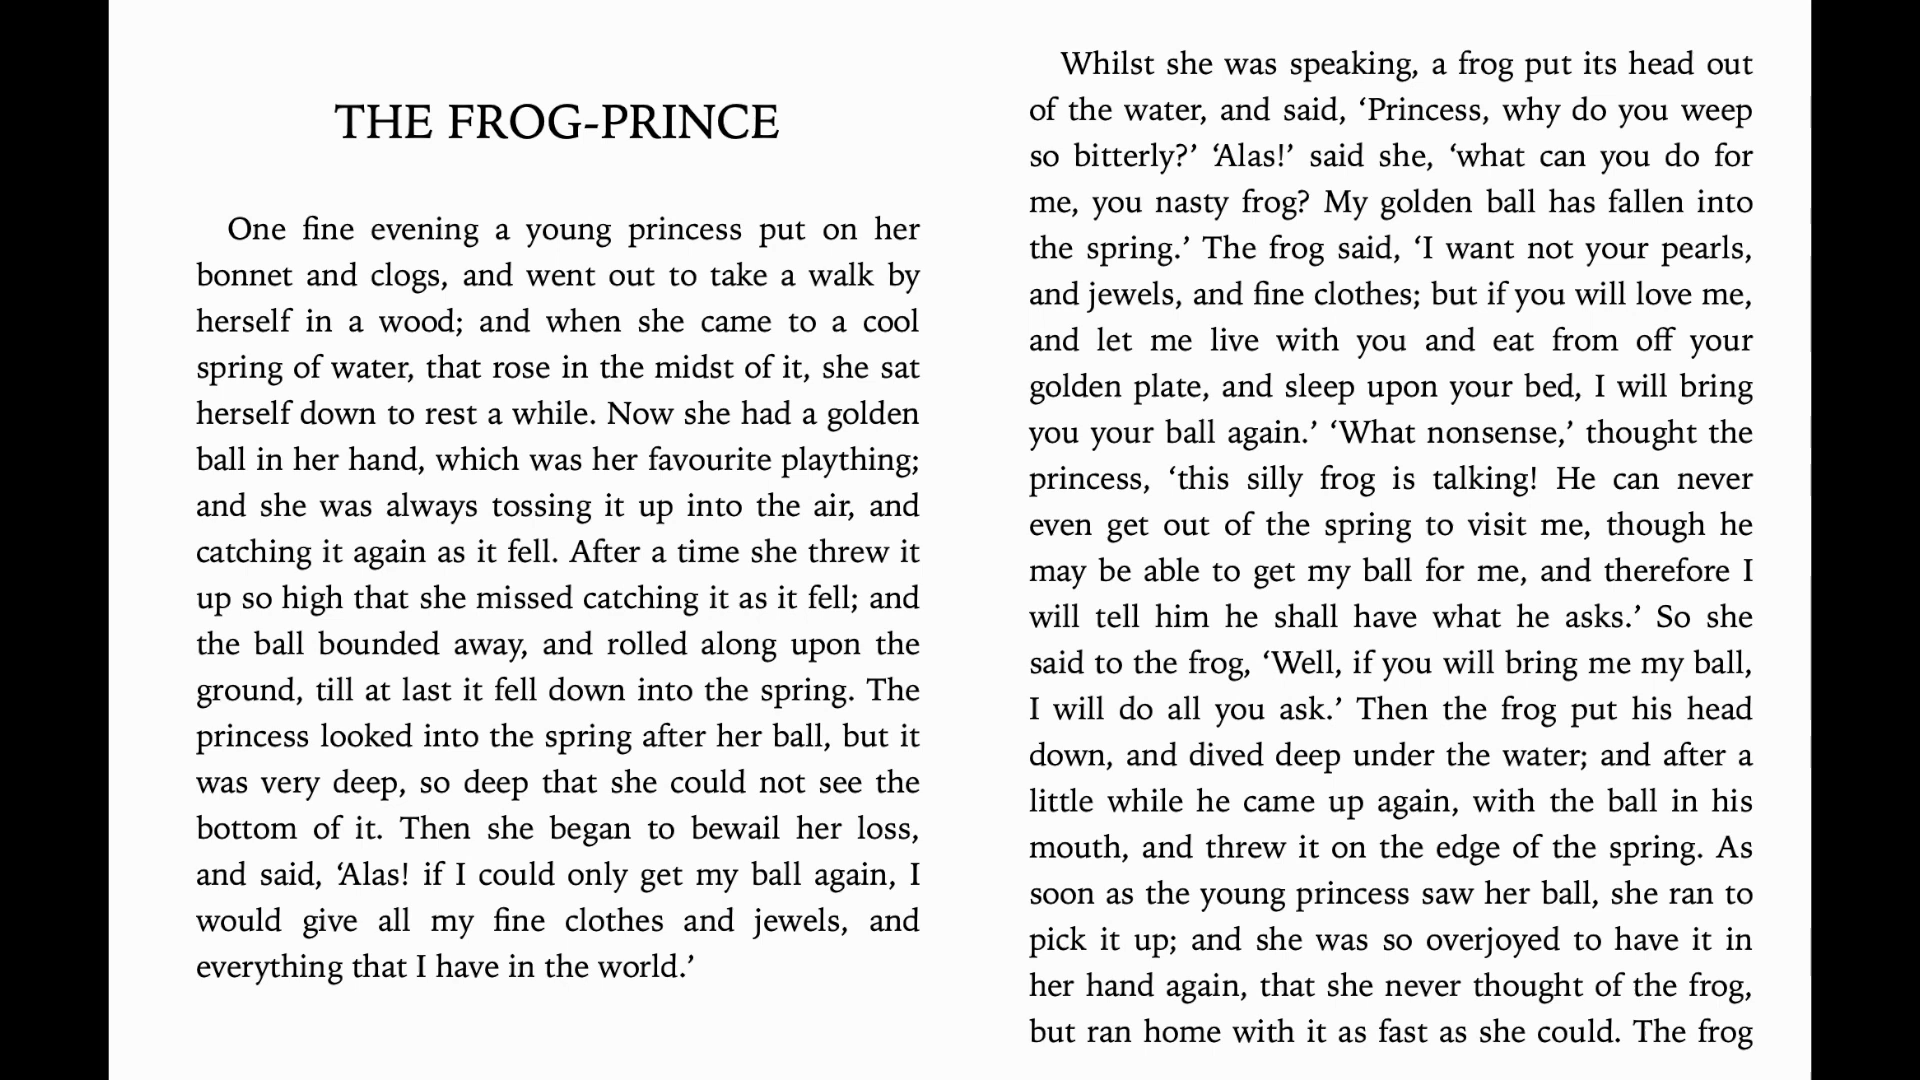 THE FROG-PRINCE
One fine evening a young princess put on her
bonnet and clogs, and went out to take a walk by
herself in a wood; and when she came to a cool
spring of water, that rose in the midst of it, she sat
herself down to rest a while. Now she had a golden
ball in her hand, which was her favourite plaything;
and she was always tossing it up into the air, and
catching it again as it fell. After a time she threw it
up so high that she missed catching it as it fell; and
the ball bounded away, and rolled along upon the
ground, till at last it fell down into the spring. The
princess looked into the spring after her ball, but it
was very deep, so deep that she could not see the
bottom of it. Then she began to bewail her loss,
and said, ‘Alas! if I could only get my ball again, I
would give all my fine clothes and jewels, and
everything that I have in the world.’
Whilst she was speaking, a frog put its head out
of the water, and said, ‘Princess, why do you weep
so bitterly?’ ‘Alas!’ said she, ‘what can you do for
me, you nasty frog? My golden ball has fallen into
the spring.’ The frog said, ‘I want not your pearls,
and jewels, and fine clothes; but if you will love me,
and let me live with you and eat from off your
golden plate, and sleep upon your bed, I will bring
you your ball again.’ ‘What nonsense,’ thought the
princess, ‘this silly frog is talking! He can never
even get out of the spring to visit me, though he
may be able to get my ball for me, and therefore I
will tell him he shall have what he asks.’ So she
said to the frog, ‘Well, if you will bring me my ball,
I will do all you ask.’ Then the frog put his head
down, and dived deep under the water; and after a
little while he came up again, with the ball in his
mouth, and threw it on the edge of the spring. As
soon as the young princess saw her ball, she ran to
pick it up; and she was so overjoyed to have it in
her hand again, that she never thought of the frog,
but ran home with it as fast as she could. The frog